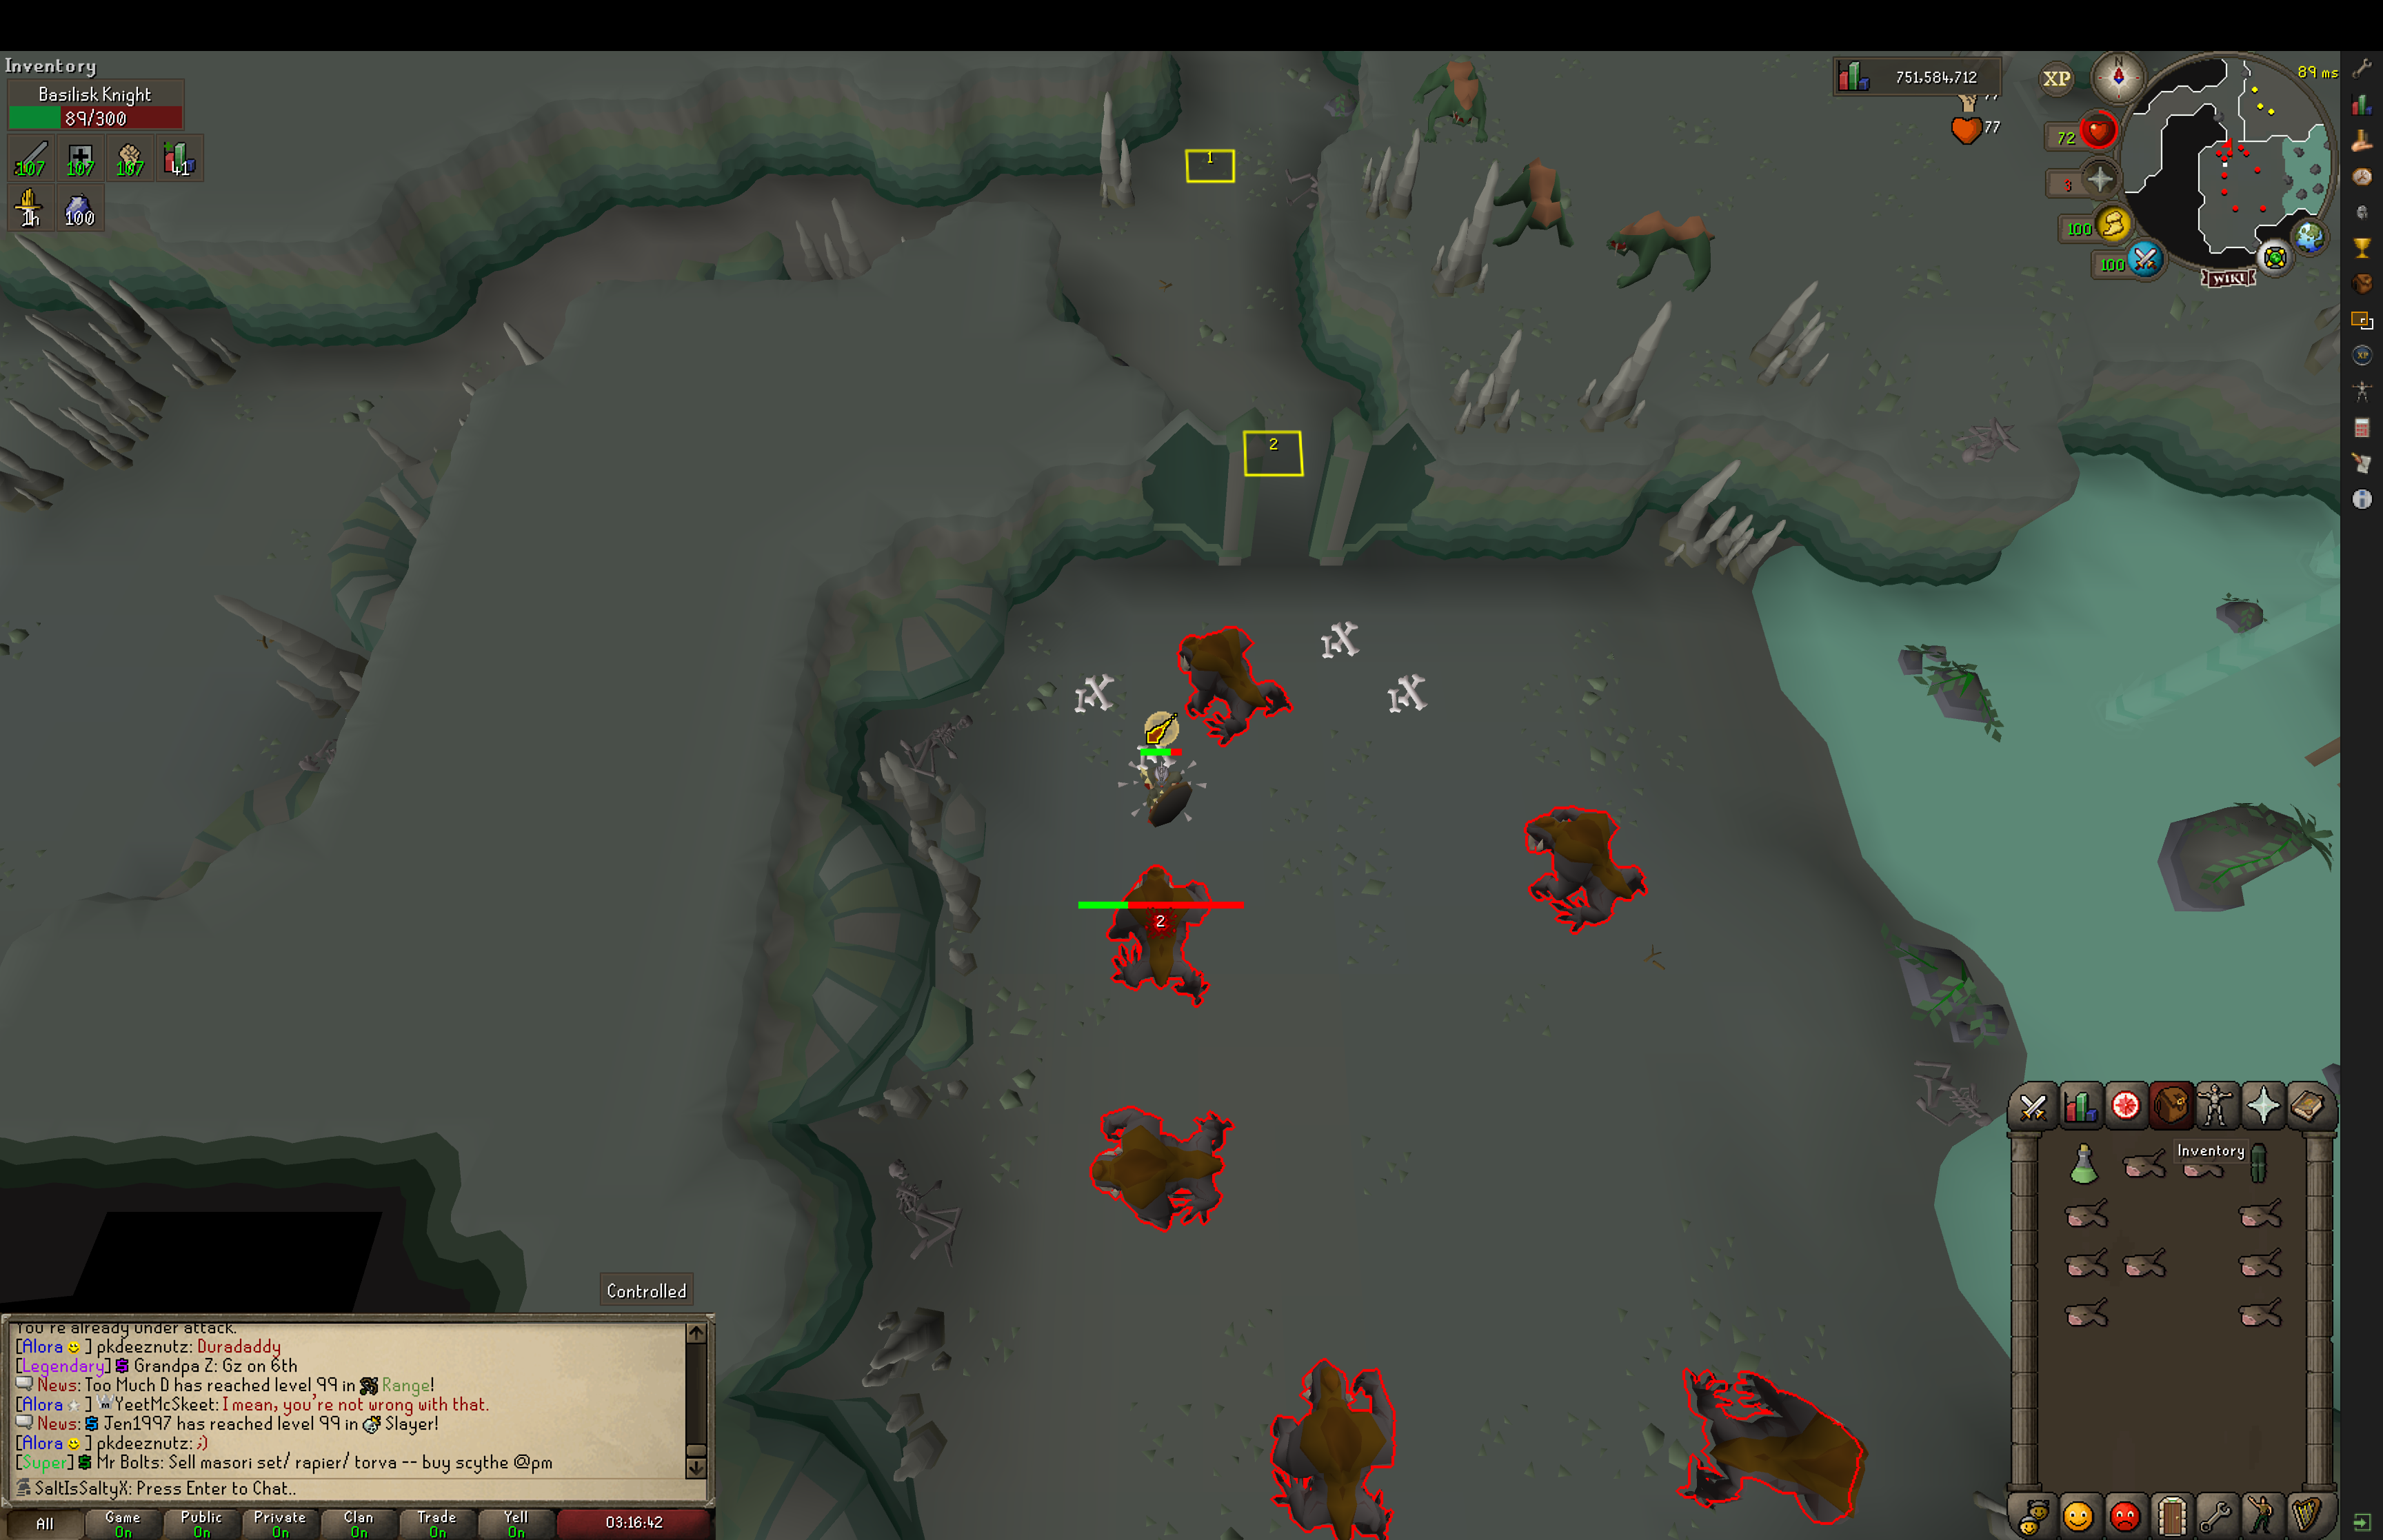 Inventory
Basilisk Knight
89/300
107 107 107 41
1h 100
1
2
751,584,712
XP
77
N
89 ms
72
3
100
100
WIKI
XP
2
Inventory
Controlled
You're already under attack.
[Alora ] pkdeeznutz: Duradaddy
[Legendary] Grandpa Z: Gz on 6th
News: Too Much D has reached level 99 in Range!
[Alora ] YeetMcSkeet: I mean, you're not wrong with that.
News: Jen1997 has reached level 99 in Slayer!
[Alora ] pkdeeznutz: ;)
[Super] Mr Bolts: Sell masori set/ rapier/ torva -- buy scythe @pm
SaltIsSaltyX: Press Enter to Chat..
All Game Public Private Clan Trade Yell 03:16:42
On On On On On On